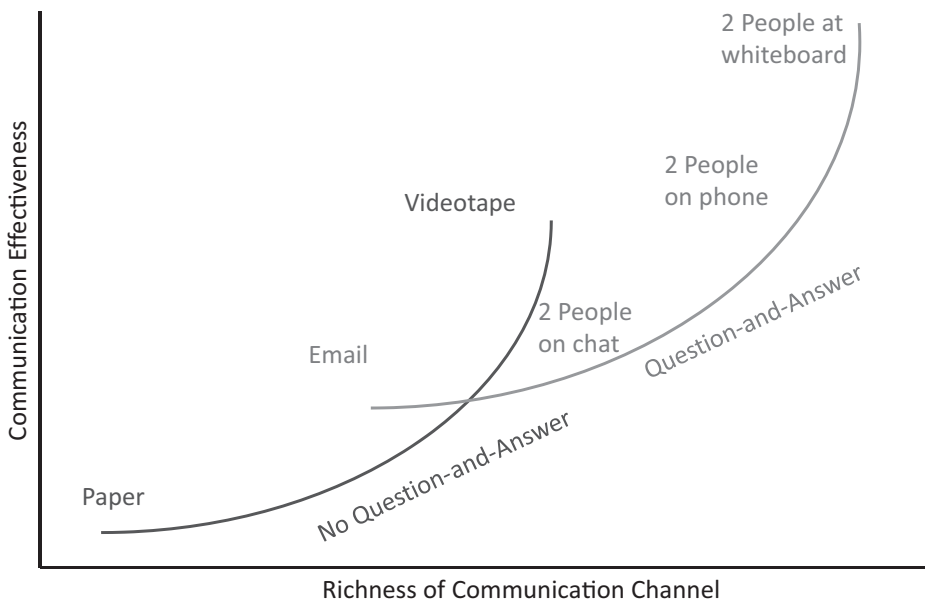 2 People at
whiteboard
2 People
on phone
Videotape
2 People
on chat
Email
Question-and-Answer
No Question-and-Answer
Paper
Communication Effectiveness
Richness of Communication Channel